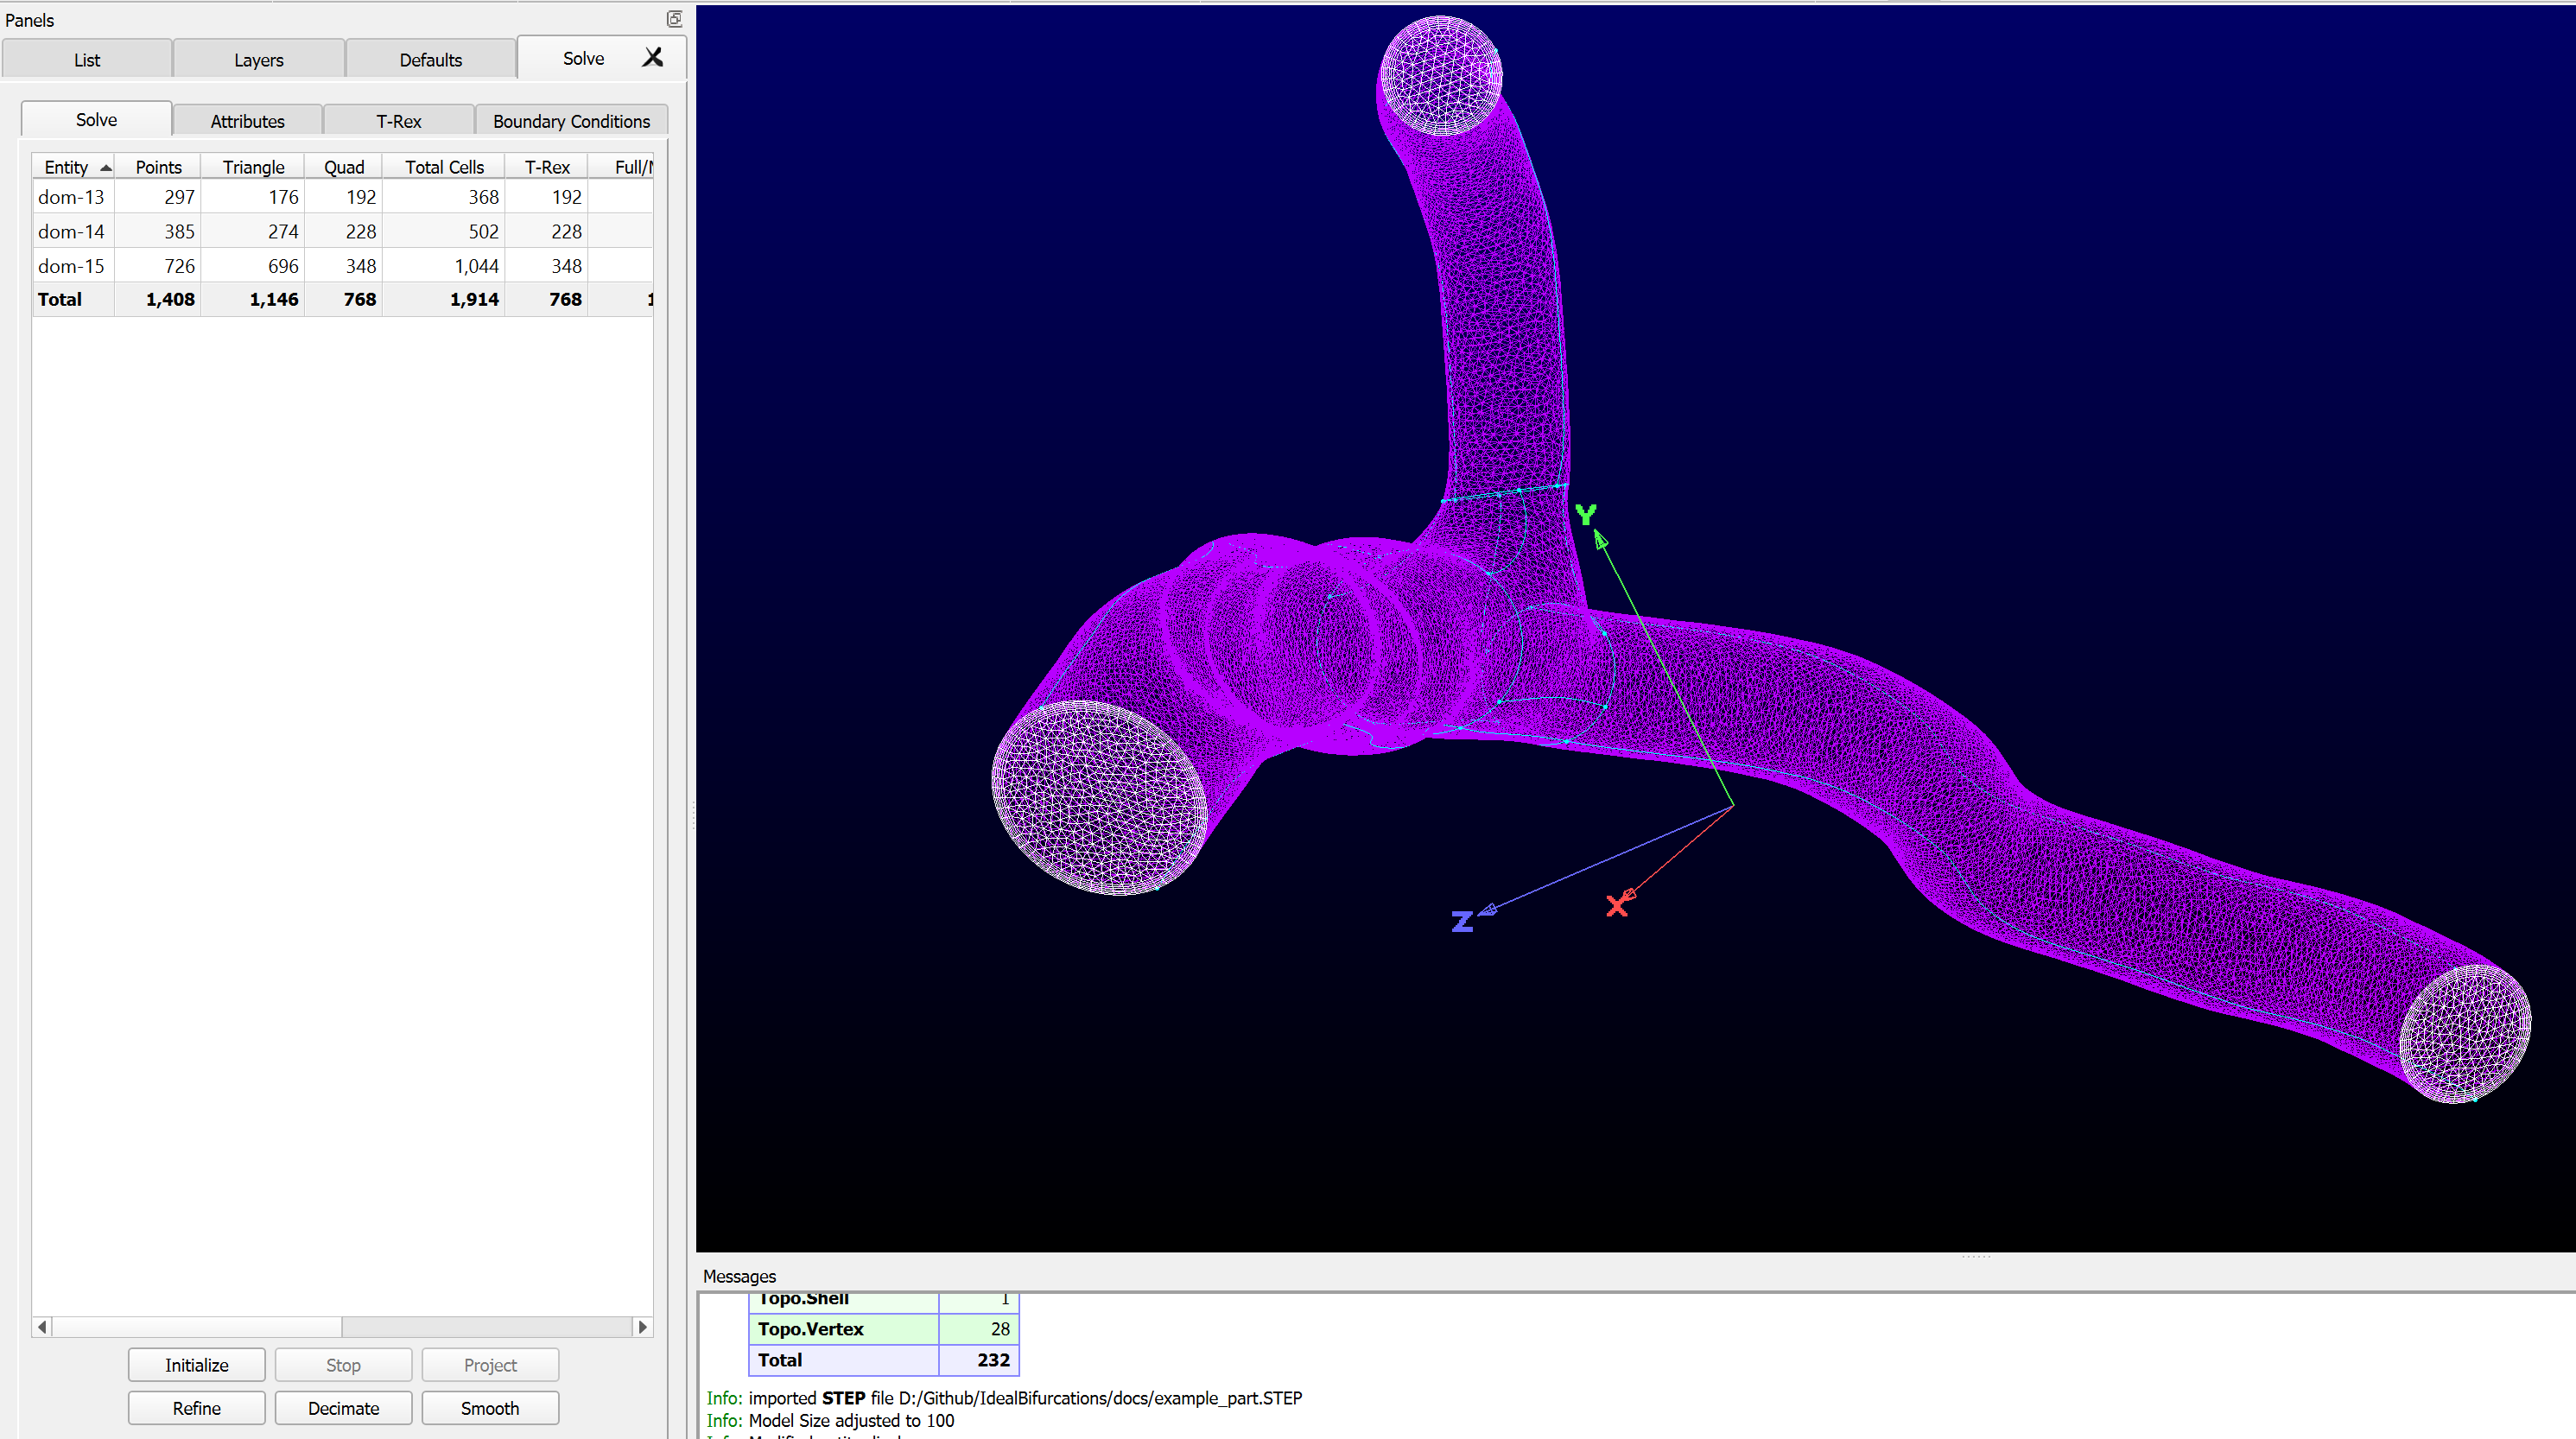 Panels
List Layers Defaults Solve
Solve Attributes T-Rex Boundary Conditions
Entity Points Triangle Quad Total Cells T-Rex Full/
dom-13 297 176 192 368 192
dom-14 385 274 228 502 228
dom-15 726 696 348 1,044 348
Total 1,408 1,146 768 1,914 768 1
Y
Z X
Messages
Topo.Shell 1
Topo.Vertex 28
Total 232
Initialize Stop Project
Refine Decimate Smooth
Info: imported STEP file D:/Github/IdealBifurcations/docs/example_part.STEP
Info: Model Size adjusted to 100